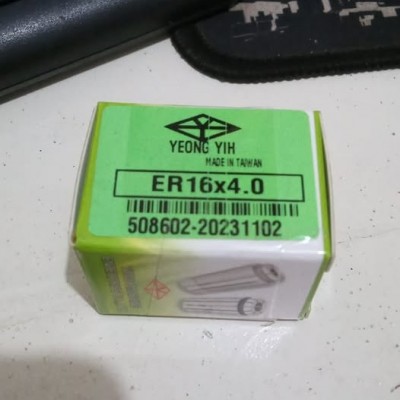 YEONG YIH
MADE IN TAIWAN
ER16x4.0
508602-20231102